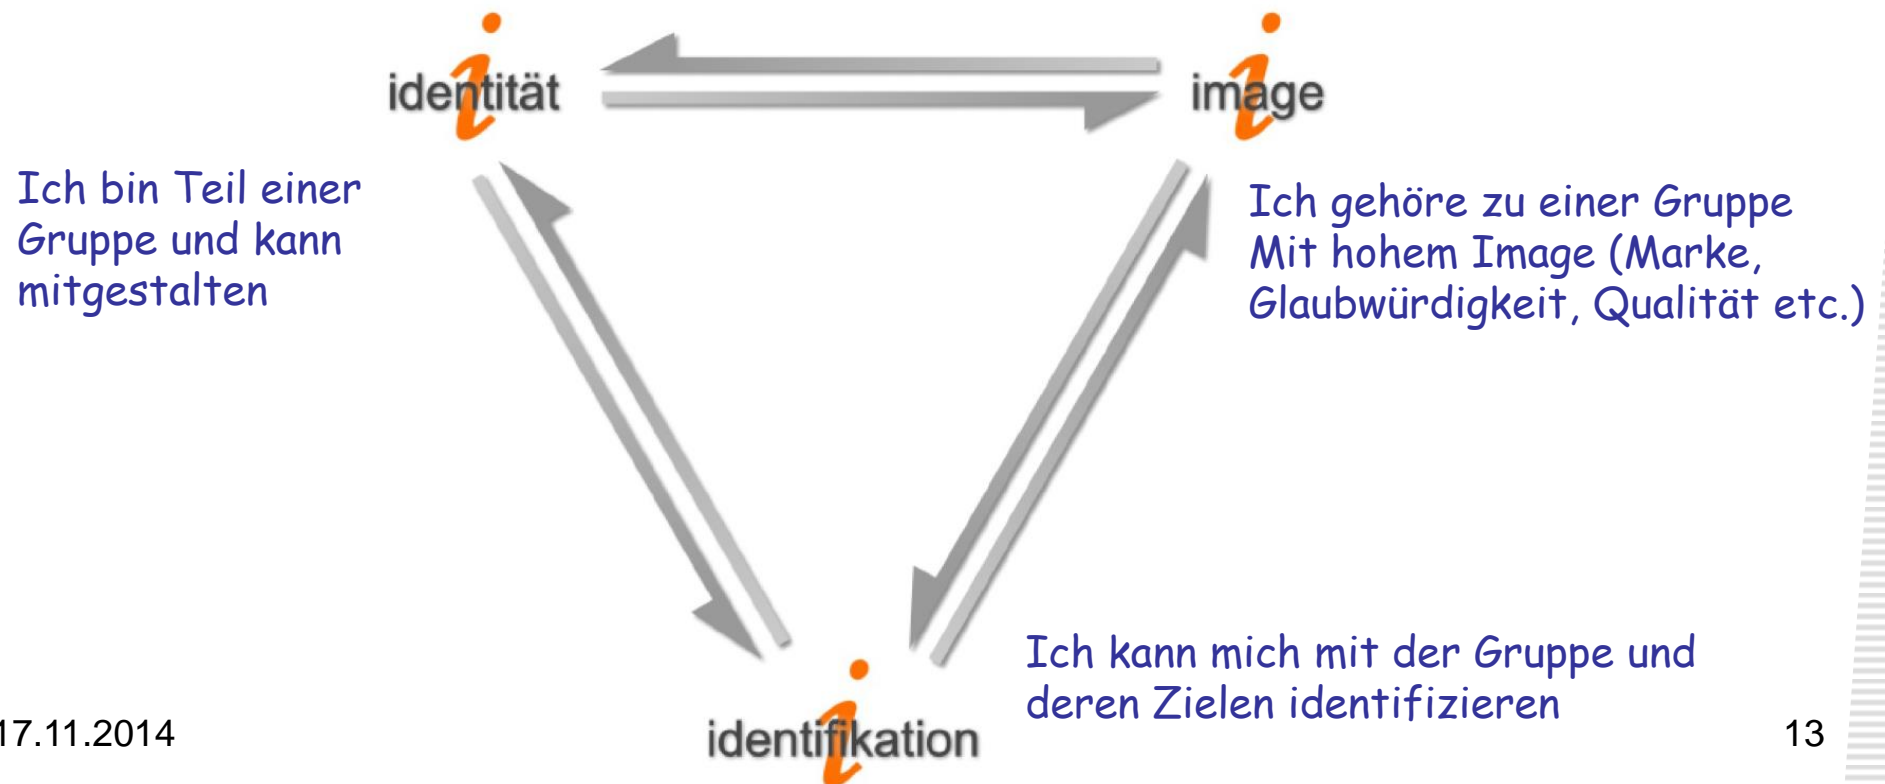 identität
image
Ich bin Teil einer
Gruppe und kann
mitgestalten
Ich gehöre zu einer Gruppe
Mit hohem Image (Marke,
Glaubwürdigkeit, Qualität etc.)
Ich kann mich mit der Gruppe und
deren Zielen identifizieren
identifikation
17.11.2014
13